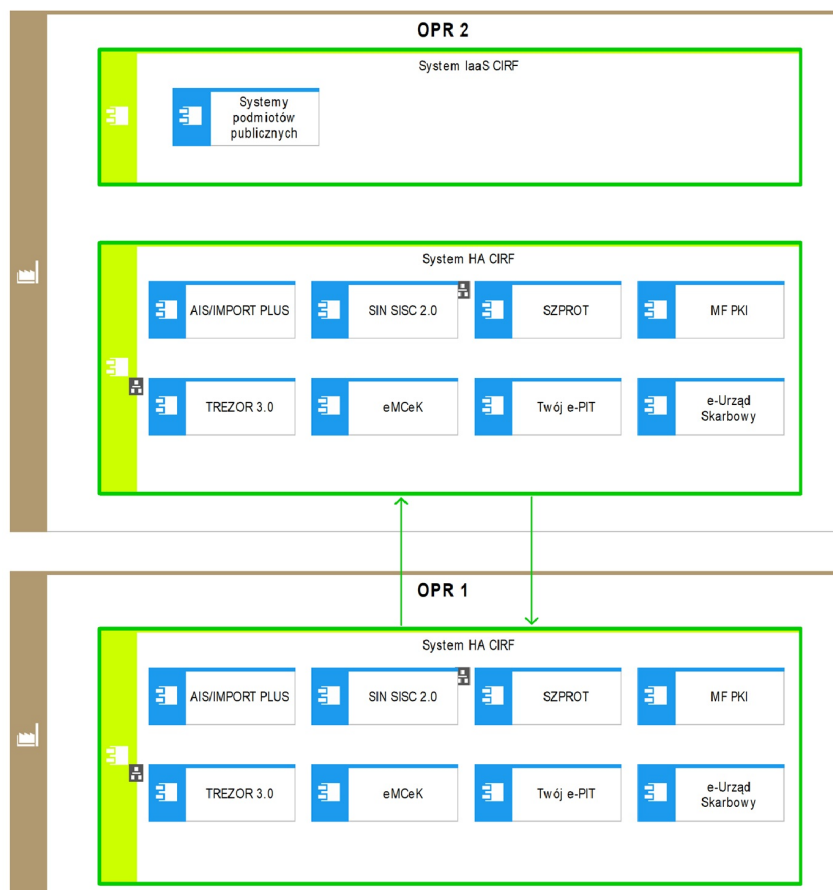 OPR 2
System IaaS CIRF
Systemy
podmiotów
publicznych
System HA CIRF
AIS/IMPORT PLUS
SIN SISC 2.0
SZPROT
MF PKI
TREZOR 3.0
eMCeK
Twój e-PIT
e-Urząd
Skarbowy
OPR 1
System HA CIRF
AIS/IMPORT PLUS
SIN SISC 2.0
SZPROT
MF PKI
TREZOR 3.0
eMCeK
Twój e-PIT
e-Urząd
Skarbowy